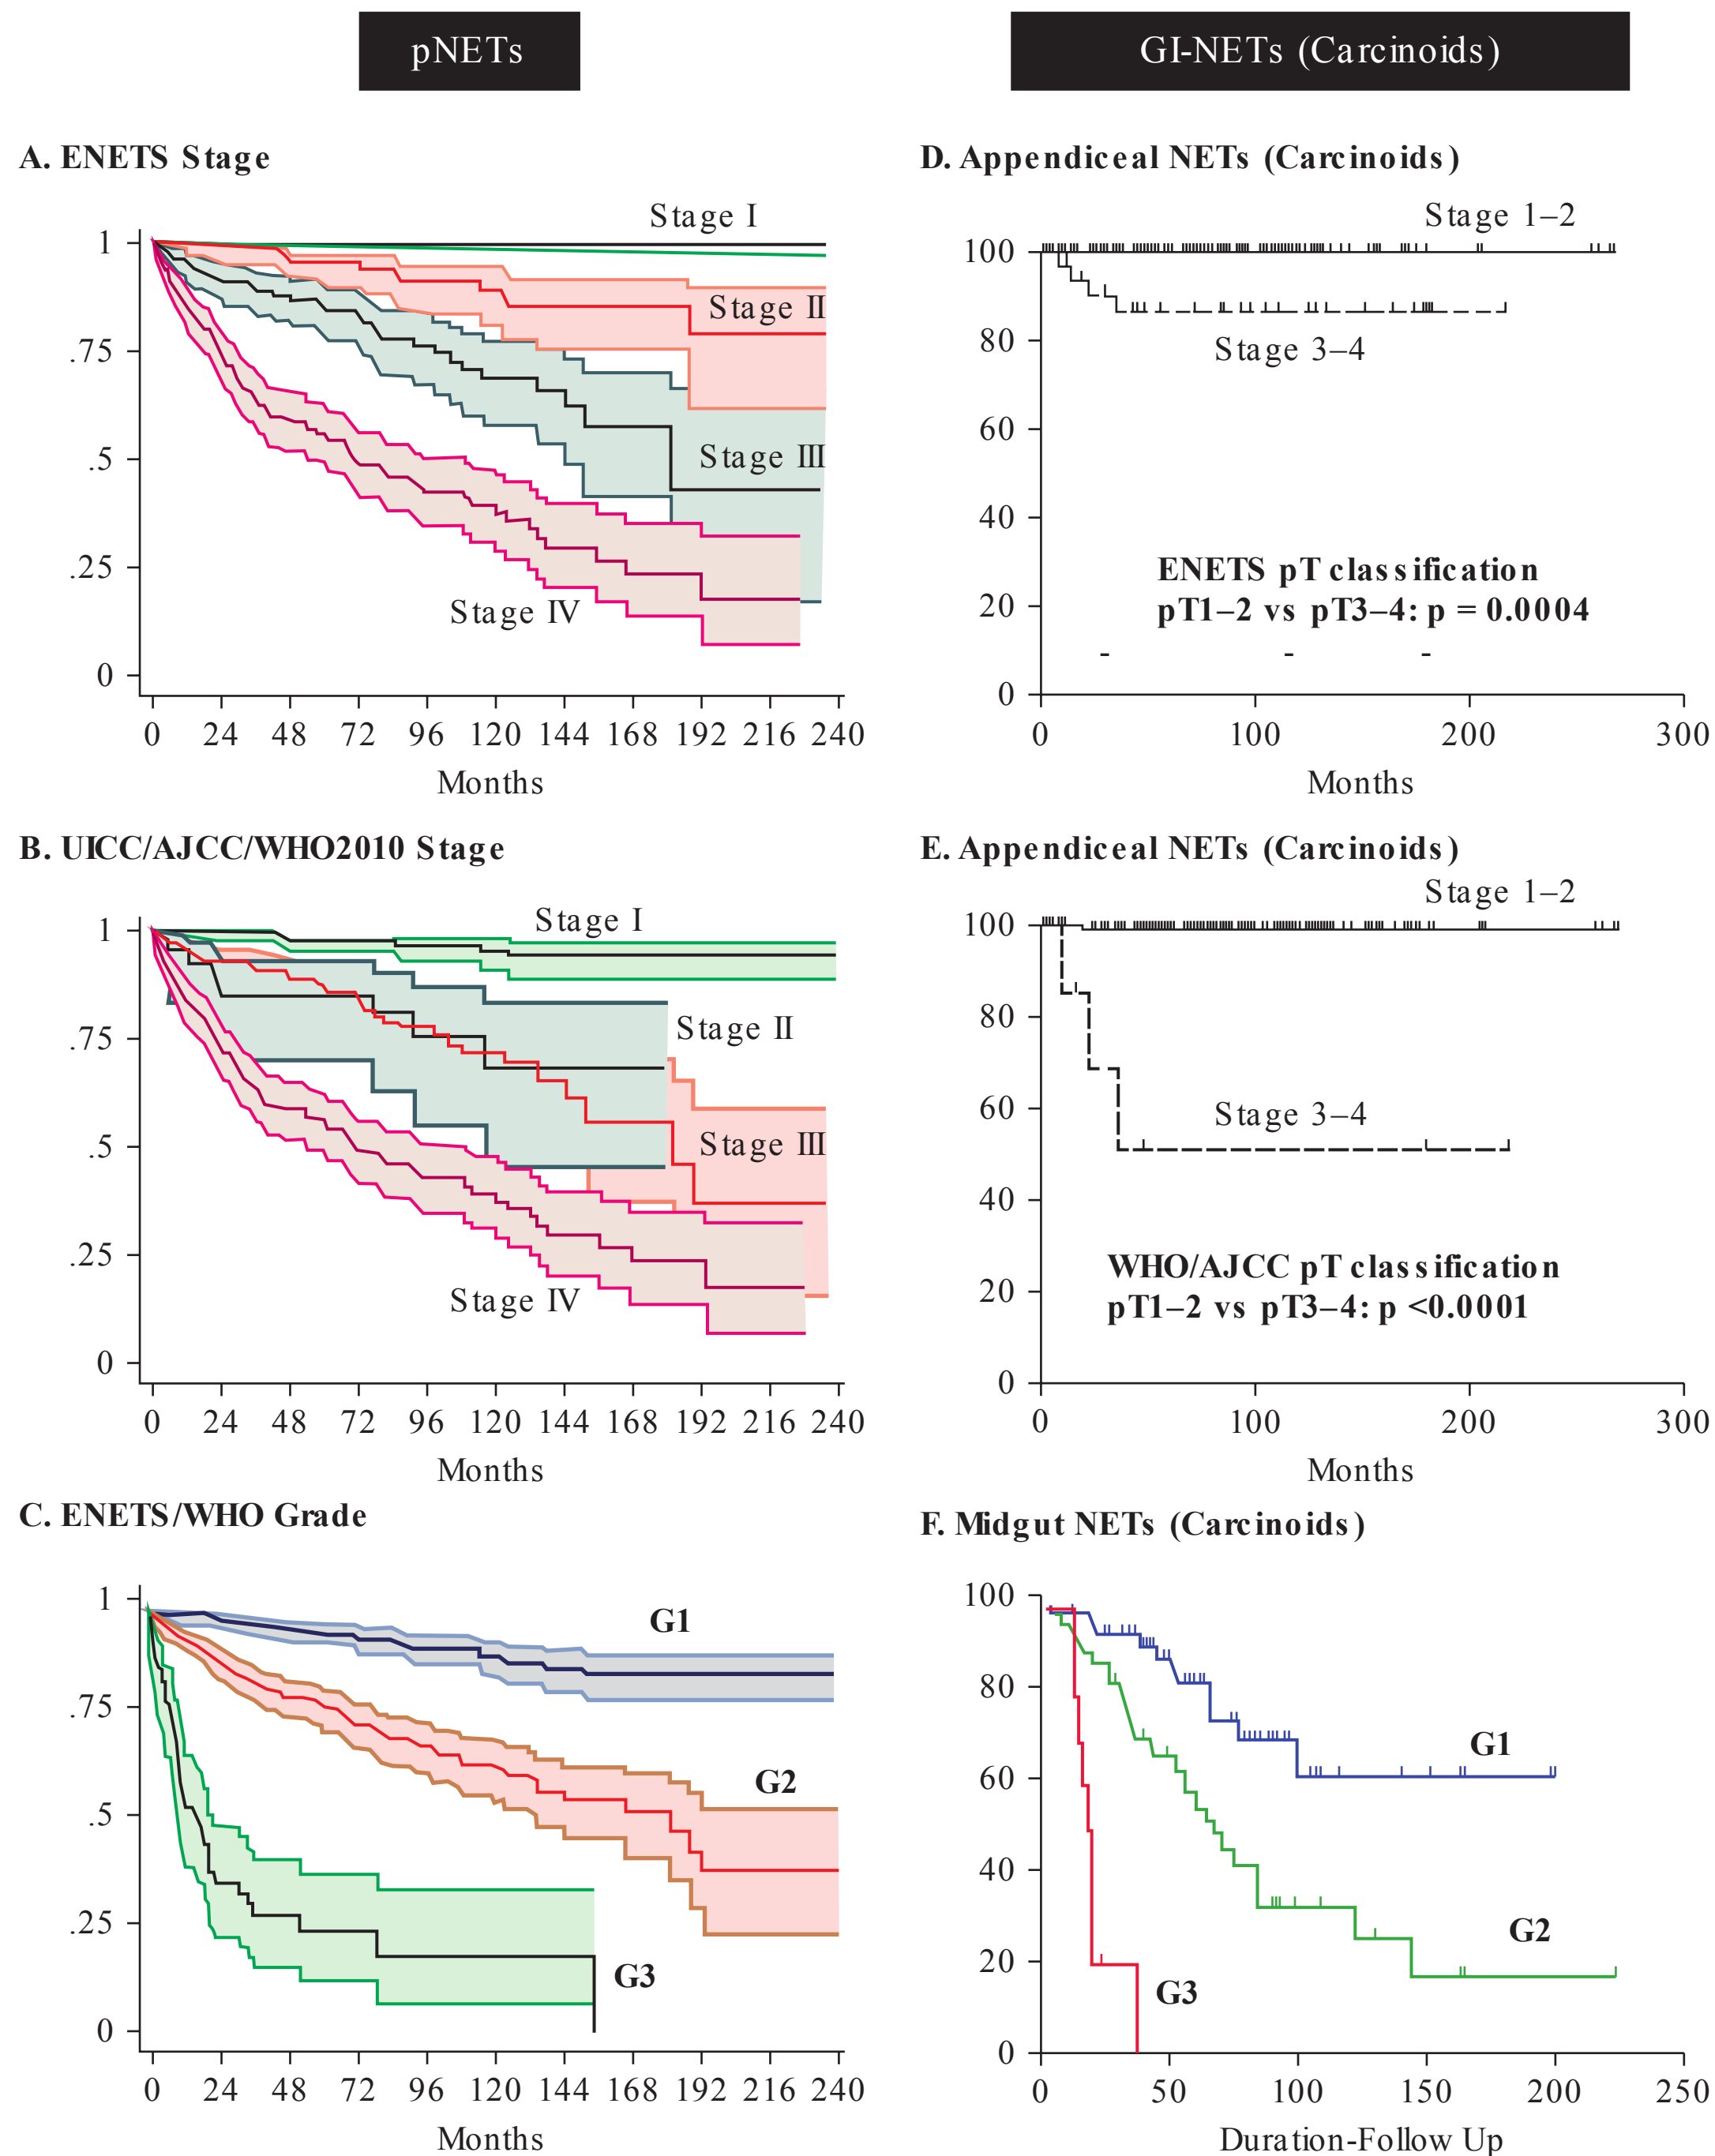 pNETs
GI-NETs (Carcinoids)
A. ENETS Stage
Stage I
1
Stage II
.75
Stage III
.5
.25
Stage IV
0
0 24 48 72 96 120 144 168 192 216 240
Months
D. Appendiceal NETs (Carcinoids)
Stage 1–2
100
80
Stage 3–4
60
40
ENETS pT classification
20
pT1–2 vs pT3–4: p = 0.0004
0
0 100 200 300
Months
B. UICC/AJCC/WHO2010 Stage
Stage I
1
Stage II
.75
Stage III
.5
.25
Stage IV
0
0 24 48 72 96 120 144 168 192 216 240
Months
E. Appendiceal NETs (Carcinoids)
Stage 1–2
100
80
60
Stage 3–4
40
WHO/AJCC pT classification
20
pT1–2 vs pT3–4: p <0.0001
0
0 100 200 300
Months
C. ENETS/WHO Grade
1
G1
.75
G2
.5
.25
G3
0
0 24 48 72 96 120 144 168 192 216 240
Months
F. Midgut NETs (Carcinoids)
100
80
G1
60
40
G2
20
G3
0
0 50 100 150 200 250
Duration-Follow Up